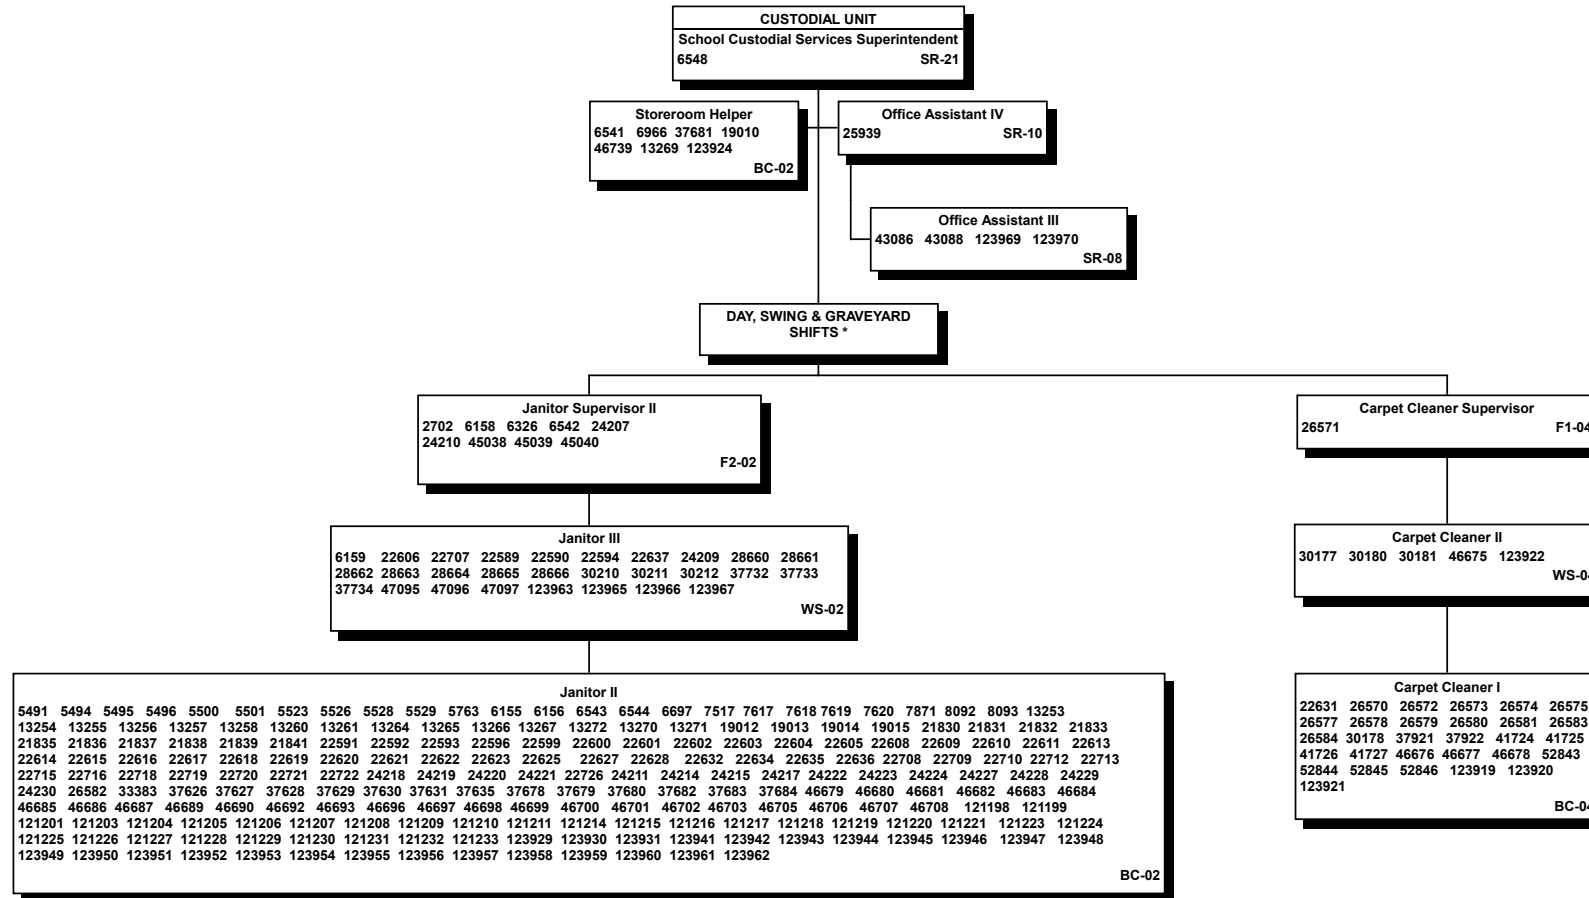 CUSTODIAL UNIT
School Custodial Services Superintendent
6548 SR-21
Storeroom Helper
6541 6966 37681 19010
46739 13269 123924
BC-02
Office Assistant IV
25939 SR-10
Office Assistant III
43086 43088 123969 123970
SR-08
DAY, SWING & GRAVEYARD
SHIFTS *
Janitor Supervisor II
2702 6158 6326 6542 24207
24210 45038 45039 45040
F2-02
Janitor III
6159 22606 22707 22589 22590 22594 22637 24209 28660 28661
28662 28663 28664 28665 28666 30210 30211 30212 37732 37733
37734 47095 47096 47097 123963 123965 123966 123967
WS-02
Janitor II
5491 5494 5495 5496 5500 5501 5523 5526 5528 5529 5763 6155 6156 6543 6544 6697 7517 7617 7618 7619 7620 7871 8092 8093 13253
13254 13255 13256 13257 13258 13260 13261 13264 13265 13266 13267 13272 13270 13271 19012 19013 19014 19015 21830 21831 21832 21833
21835 21836 21837 21838 21839 21841 22591 22592 22593 22596 22599 22600 22601 22602 22603 22604 22605 22608 22609 22610 22611 22613
22614 22615 22616 22617 22618 22619 22620 22621 22622 22623 22625 22627 22628 22632 22634 22635 22636 22708 22709 22710 22712 22713
22715 22716 22718 22719 22720 22721 22722 24218 24219 24220 24221 22726 24211 24214 24215 24217 24222 24223 24224 24227 24228 24229
24230 26582 33383 37626 37627 37628 37629 37630 37631 37635 37678 37679 37680 37682 37683 37684 46679 46680 46681 46682 46683 46684
46685 46686 46687 46689 46690 46692 46693 46696 46697 46698 46699 46700 46701 46702 46703 46705 46706 46707 46708 121198 121199
121201 121203 121204 121205 121206 121207 121208 121209 121210 121211 121214 121215 121216 121217 121218 121219 121220 121221 121223 121224
121225 121226 121227 121228 121229 121230 121231 121232 121233 123929 123930 123931 123941 123942 123943 123944 123945 123946 123947 123948
123949 123950 123951 123952 123953 123954 123955 123956 123957 123958 123959 123960 123961 123962
BC-02
Carpet Cleaner Supervisor
26571 F1-04
Carpet Cleaner II
30177 30180 30181 46675 123922
WS-04
Carpet Cleaner I
22631 26570 26572 26573 26574 26575
26577 26578 26579 26580 26581 26583
26584 30178 37921 37922 41724 41725
41726 41727 46676 46677 46678 52843
52844 52845 52846 123919 123920
123921
BC-04